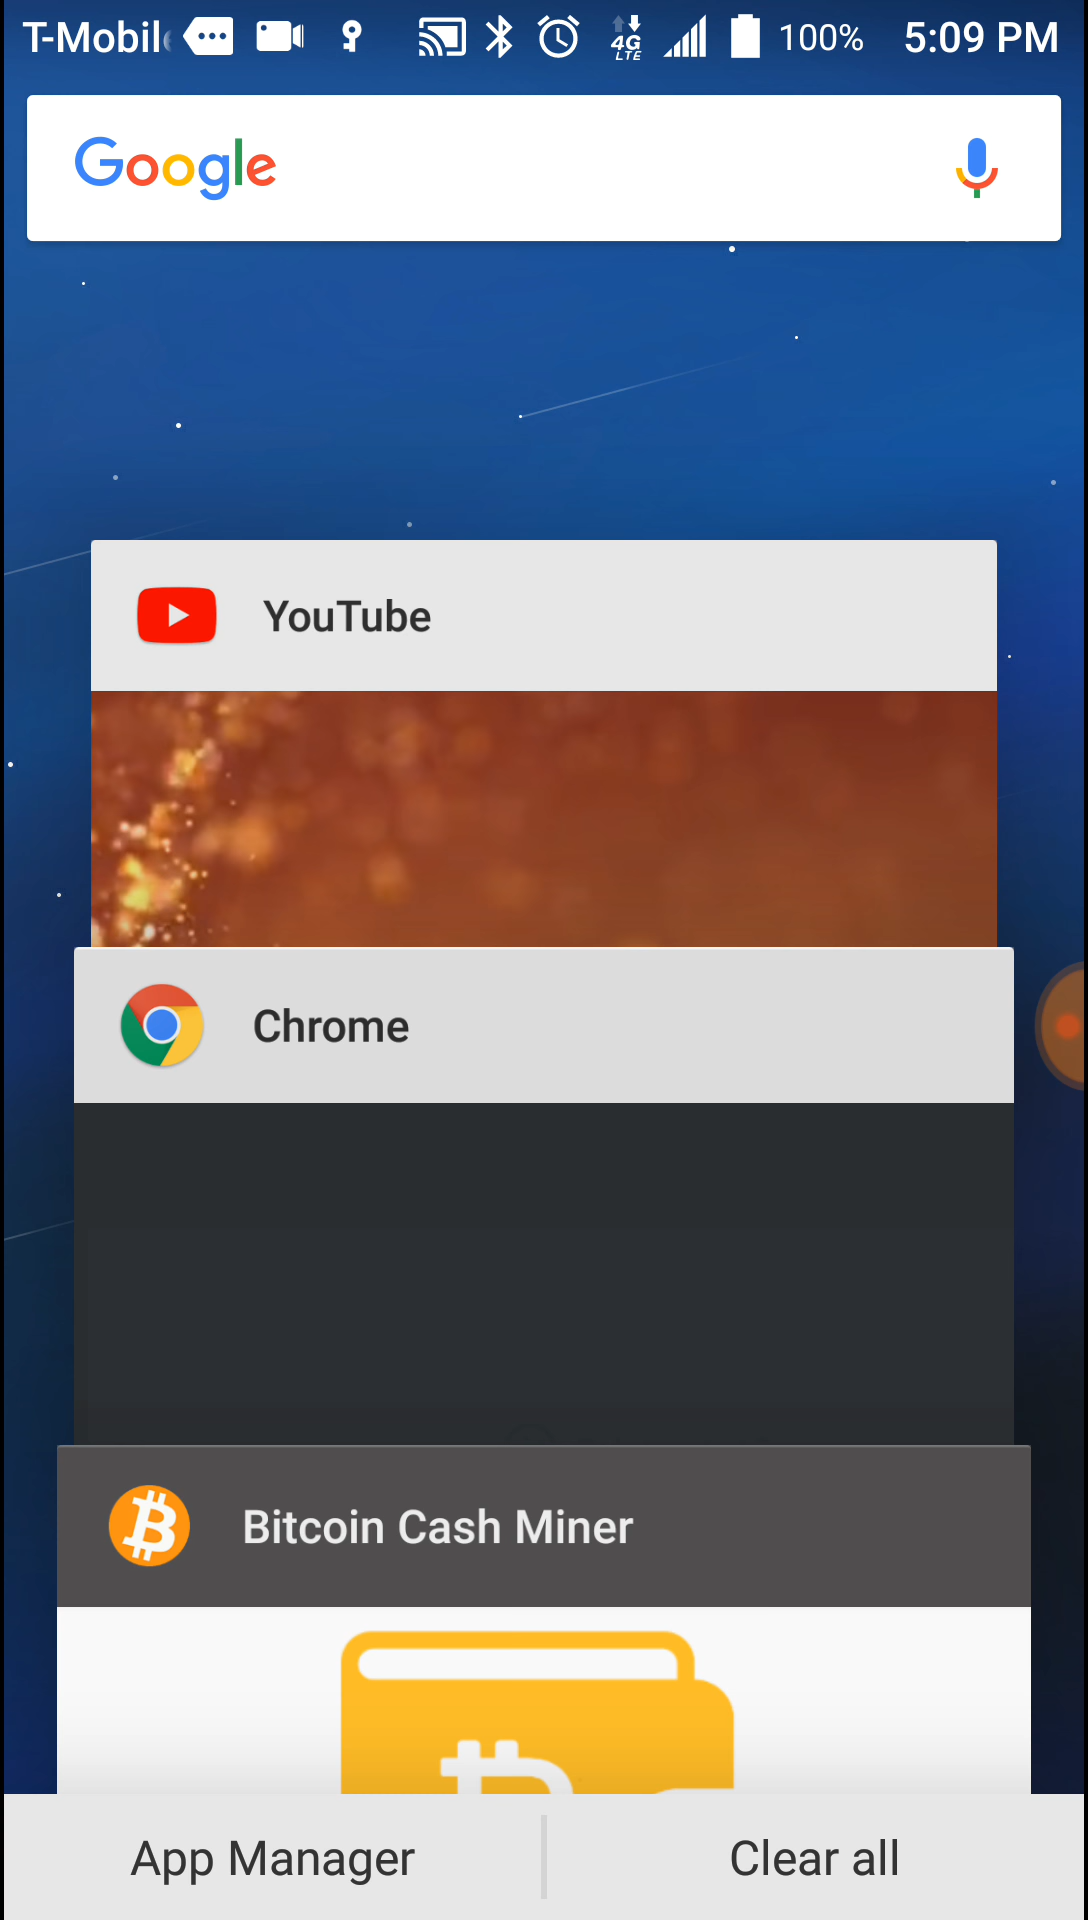 T-Mobile
4G
LTE
100%
5:09 PM
Google
YouTube
Chrome
Bitcoin Cash Miner
App Manager
Clear all